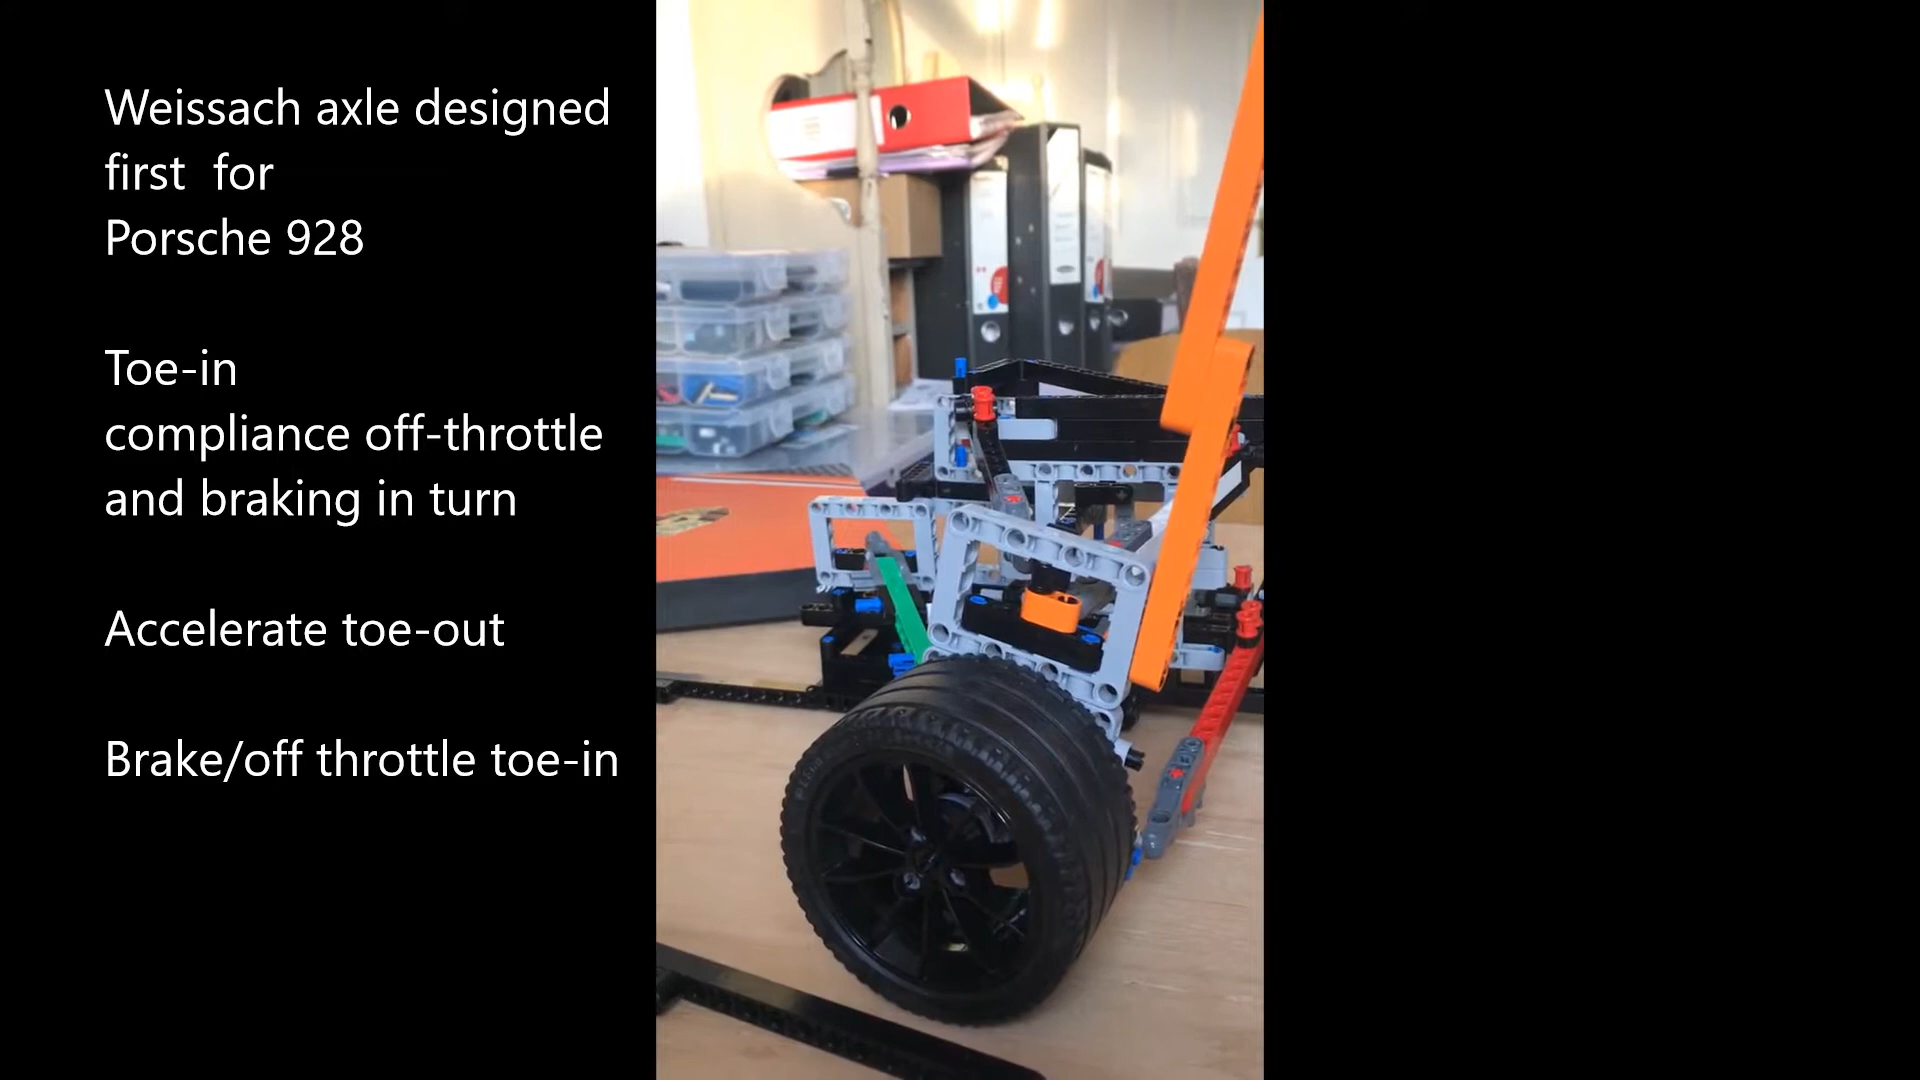 Weissach axle designed
first  for
Porsche 928
Toe-in
compliance off-throttle
and braking in turn
Accelerate toe-out
Brake/off throttle toe-in